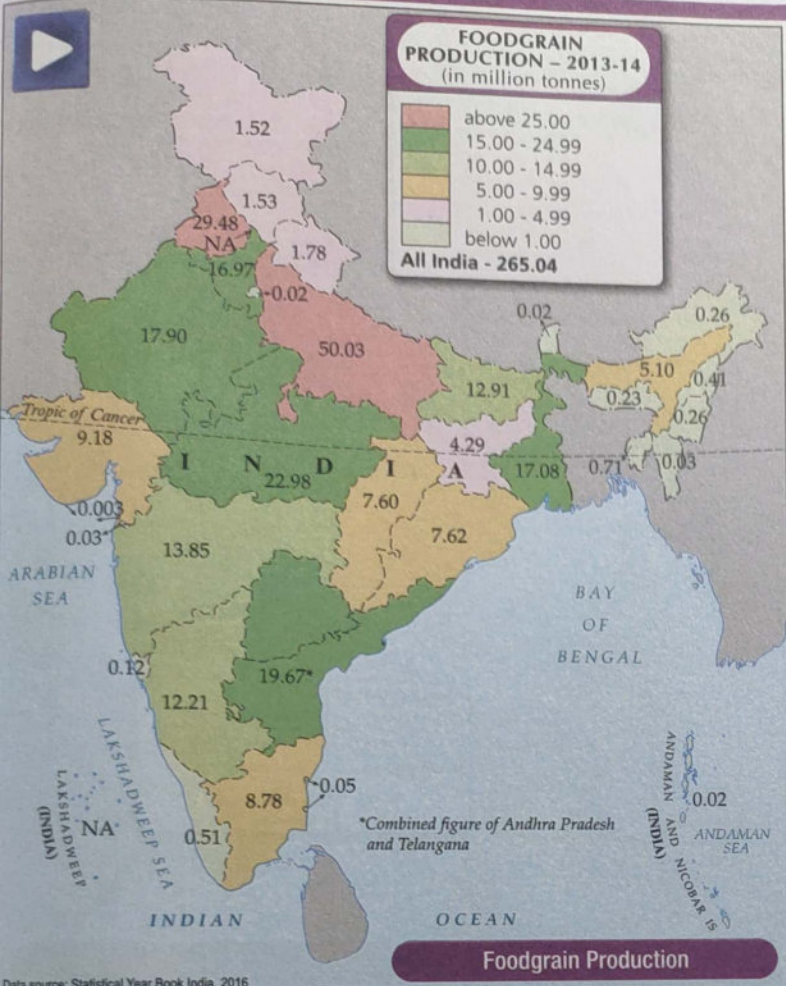 FOODGRAIN
PRODUCTION – 2013-14
(in million tonnes)
above 25.00
15.00 - 24.99
10.00 - 14.99
5.00 - 9.99
1.00 - 4.99
below 1.00
All India - 265.04
1.52
1.53
29.48
NA
1.78
16.97
0.02
17.90
50.03
0.02
0.26
5.10
0.41
12.91
0.23
0.26
Tropic of Cancer
9.18
4.29
I N D I A
22.98
17.08
0.71
0.03
7.60
0.003
0.03
7.62
13.85
ARABIAN
SEA
BAY
OF
BENGAL
0.12
19.67*
12.21
LAKSHADWEEP SEA
LAKSHADWEEP
(INDIA)
NA
0.05
8.78
0.51
*Combined figure of Andhra Pradesh
and Telangana
ANDAMAN AND NICOBAR IS
(INDIA)
0.02
ANDAMAN
SEA
INDIAN OCEAN
Foodgrain Production
Data source: Statistical Year Book India, 2016